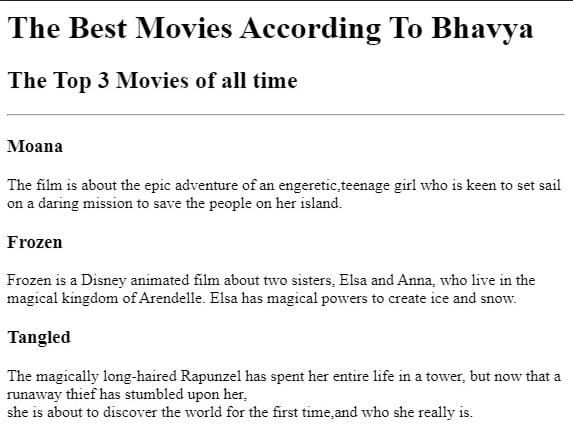 The Best Movies According To Bhavya
The Top 3 Movies of all time
Moana
The film is about the epic adventure of an engeretic,teenage girl who is keen to set sail
on a daring mission to save the people on her island.
Frozen
Frozen is a Disney animated film about two sisters, Elsa and Anna, who live in the
magical kingdom of Arendelle. Elsa has magical powers to create ice and snow.
Tangled
The magically long-haired Rapunzel has spent her entire life in a tower, but now that a
runaway thief has stumbled upon her,
she is about to discover the world for the first time,and who she really is.